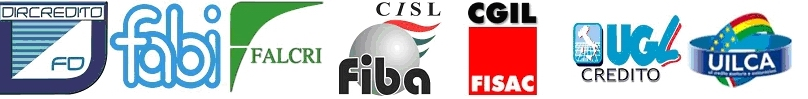 DIRCREDITO
FD
fabi
FALCRI
CISL
Fiba
CGIL
FISAC
UGL
CREDITO
UILCA